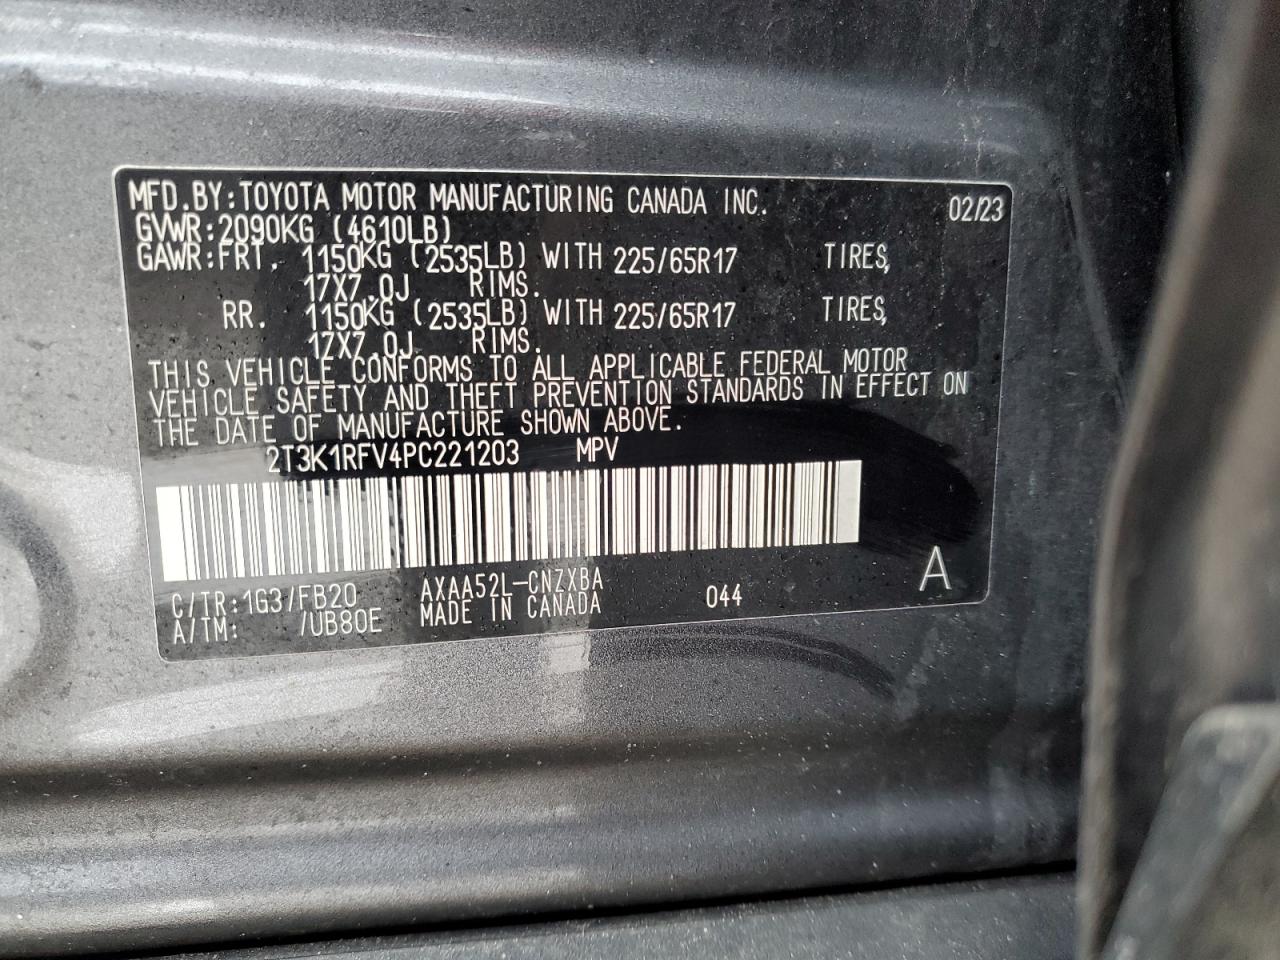 MFD.BY:TOYOTA MOTOR MANUFACTURING CANADA INC. 02/23
GVWR:2090KG (4610LB)
GAWR:FRT. 1150KG (2535LB) WITH 225/65R17 TIRES,
17X7.0J RIMS.
RR. 1150KG (2535LB) WITH 225/65R17 TIRES,
17X7.0J RIMS.
THIS VEHICLE CONFORMS TO ALL APPLICABLE FEDERAL MOTOR
VEHICLE SAFETY AND THEFT PREVENTION STANDARDS IN EFFECT ON
THE DATE OF MANUFACTURE SHOWN ABOVE.
2T3K1RFV4PC221203 MPV
C/TR:1G3/FB20 AXAA52L-CNZXBA 044 A
A/TM: /UB80E MADE IN CANADA